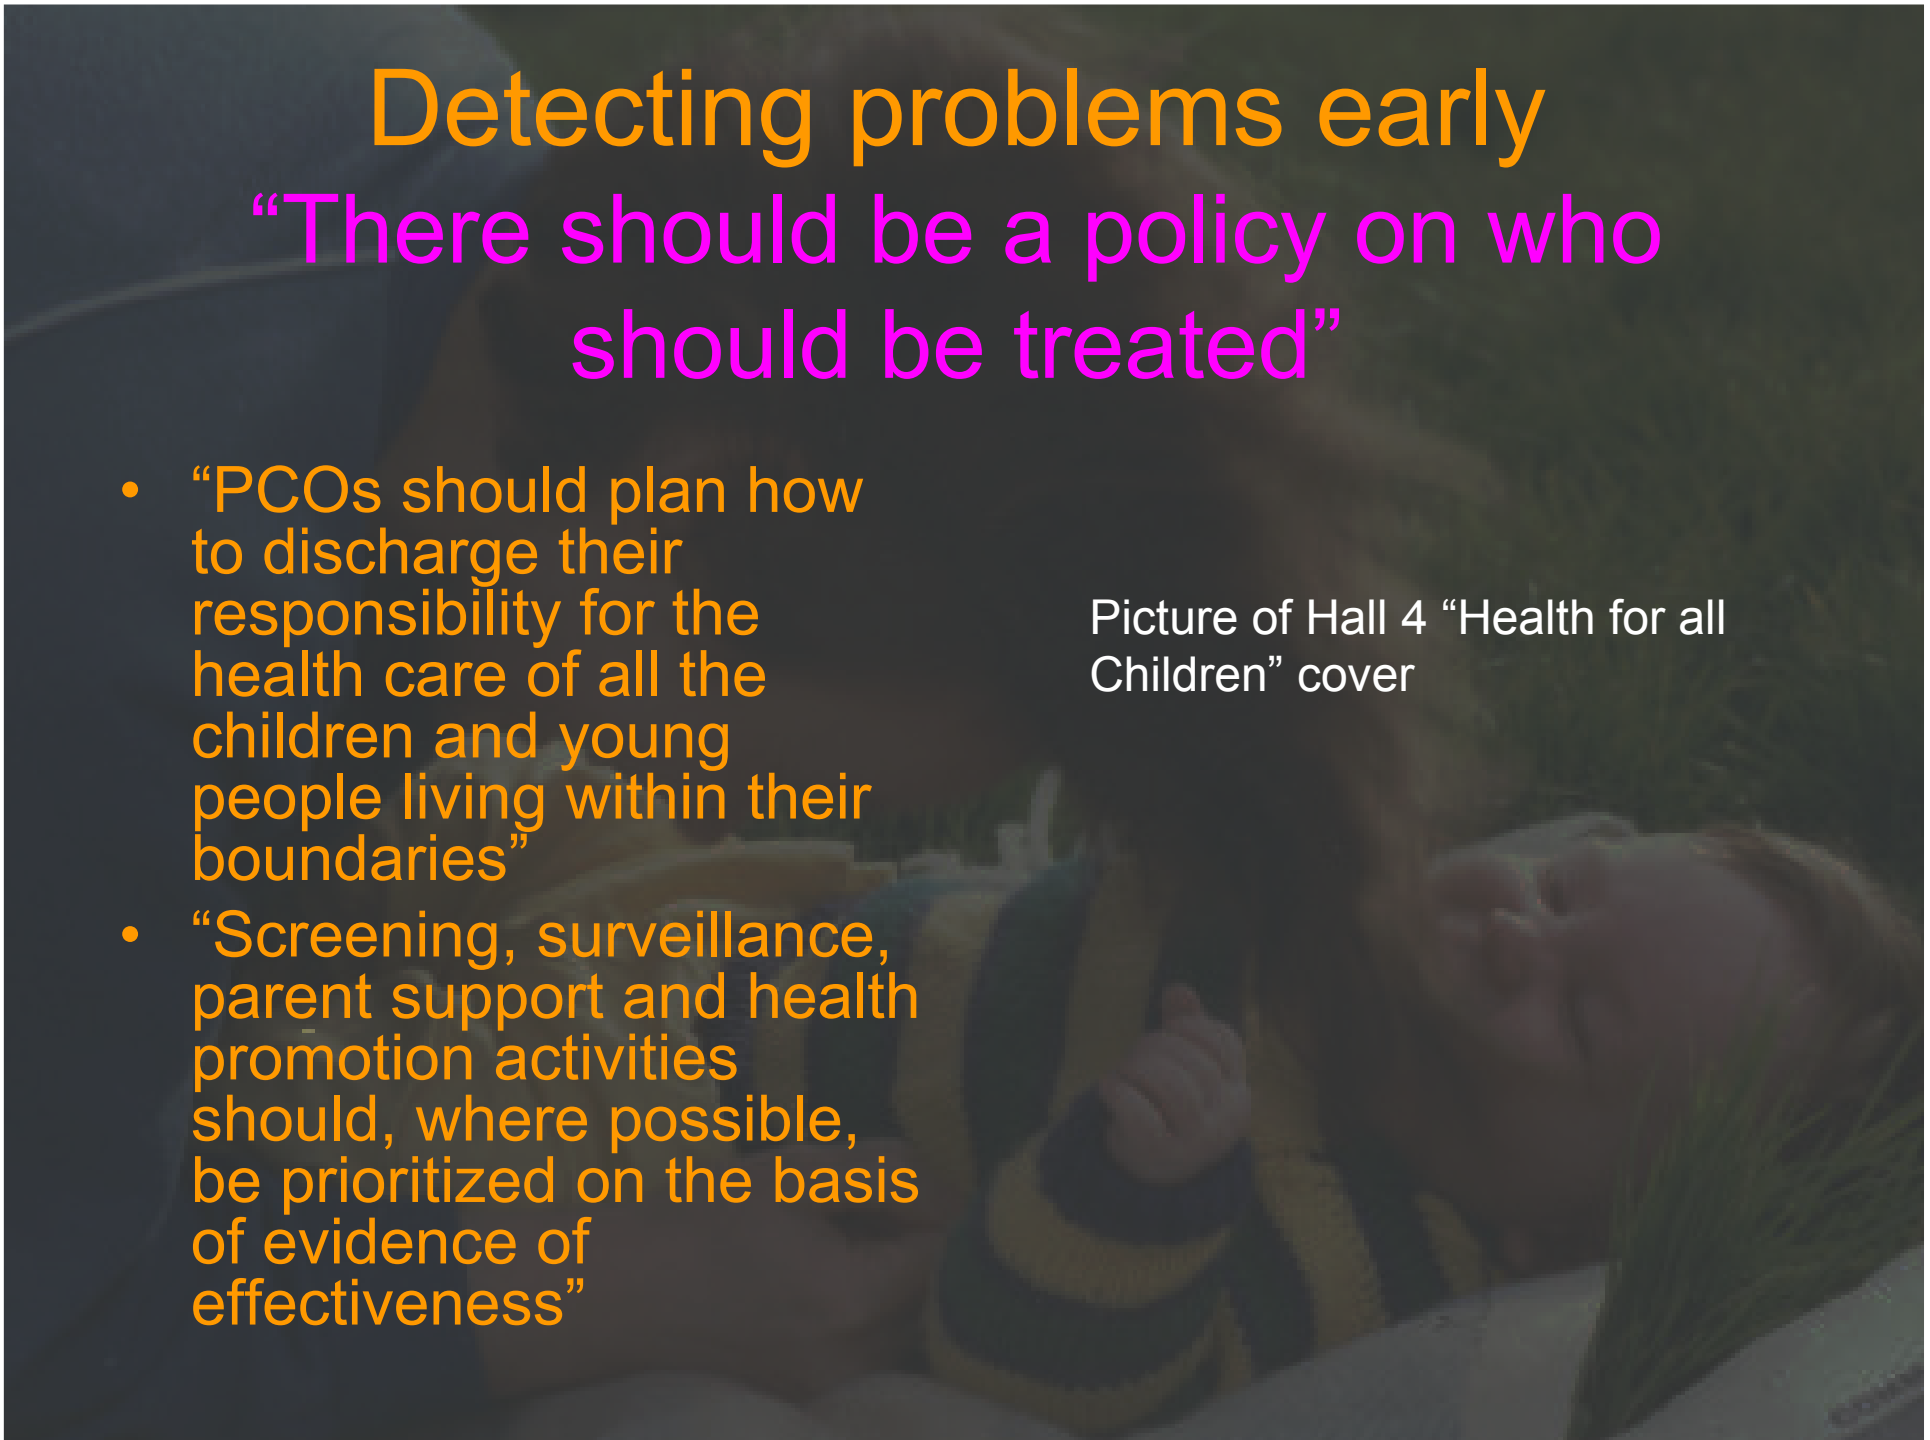 Detecting problems early
“There should be a policy on who
should be treated”
• “PCOs should plan how
to discharge their
responsibility for the
health care of all the
children and young
people living within their
boundaries”
• “Screening, surveillance,
parent support and health
promotion activities
should, where possible,
be prioritized on the basis
of evidence of
effectiveness”
Picture of Hall 4 “Health for all
Children” cover